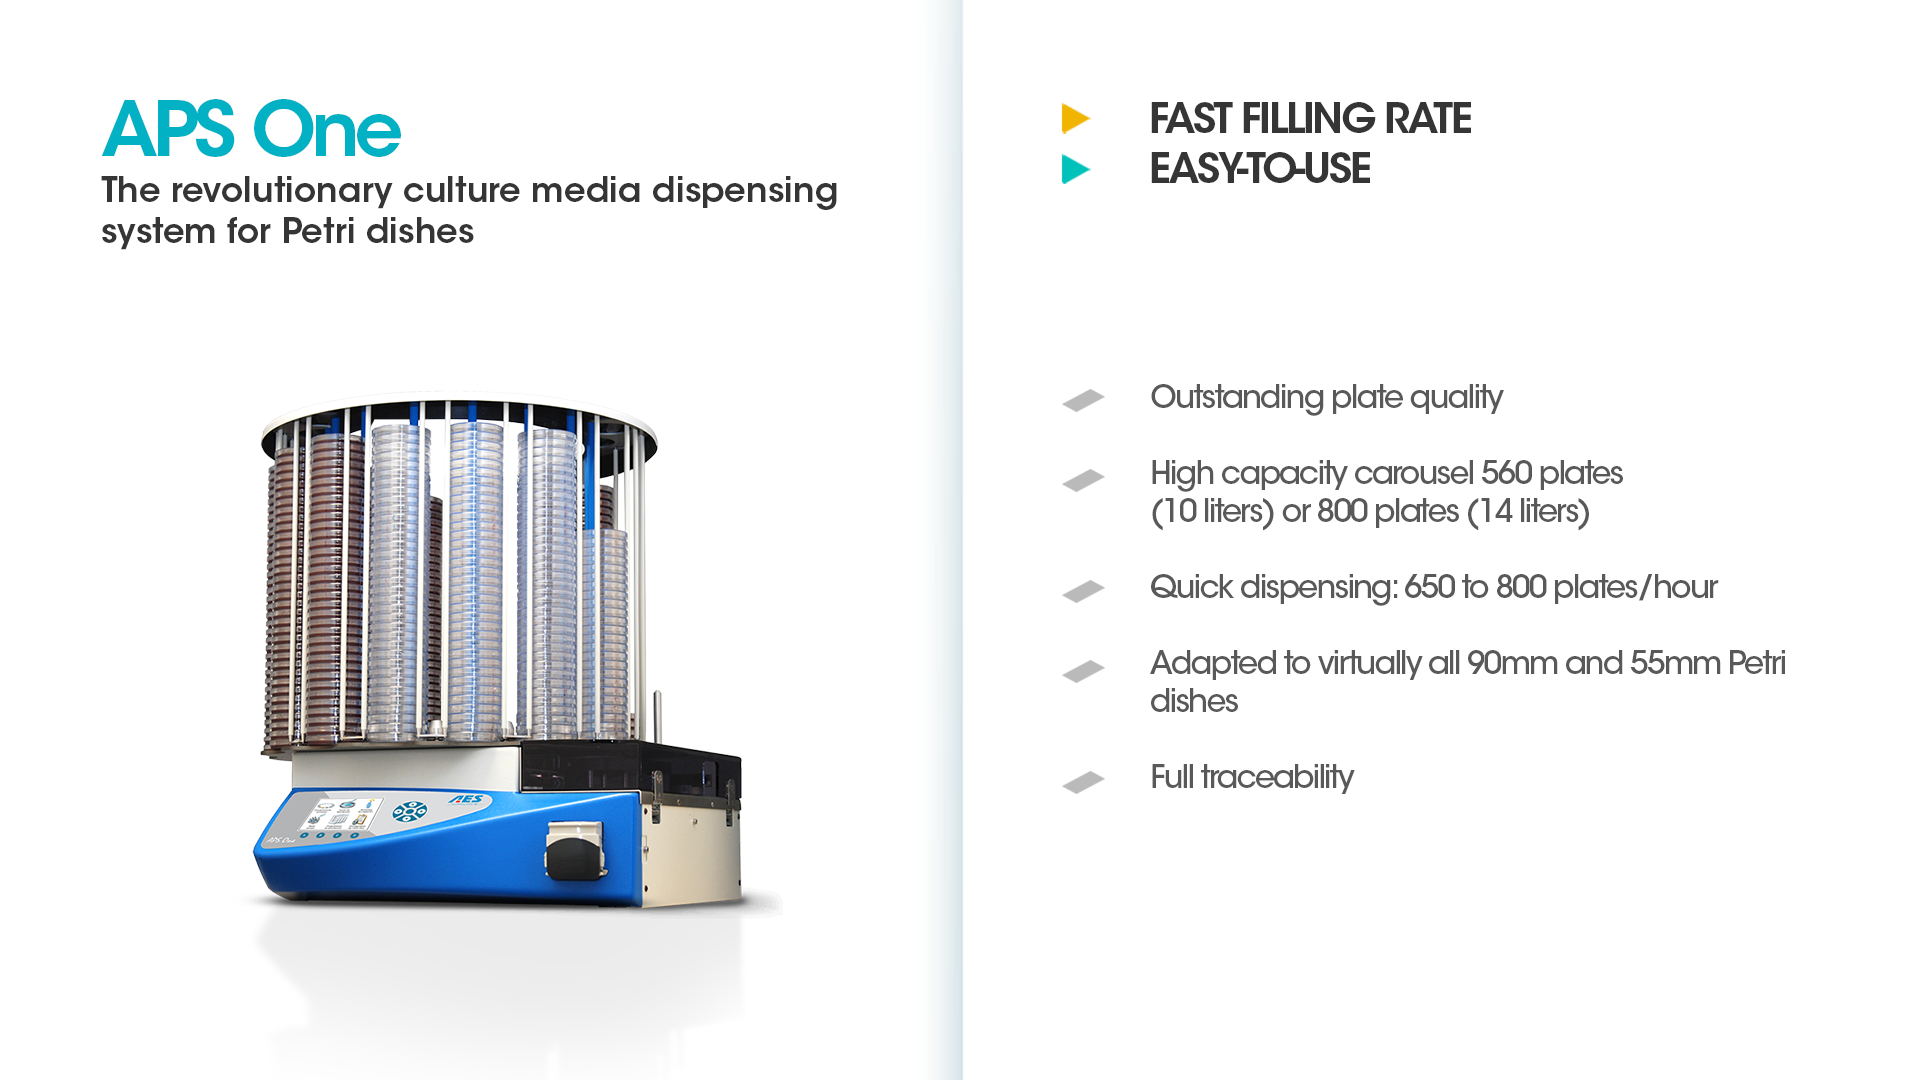 APS One
The revolutionary culture media dispensing
system for Petri dishes
AES
APS One
FAST FILLING RATE
EASY-TO-USE
Outstanding plate quality
High capacity carousel 560 plates
(10 liters) or 800 plates (14 liters)
Quick dispensing: 650 to 800 plates/hour
Adapted to virtually all 90mm and 55mm Petri
dishes
Full traceability